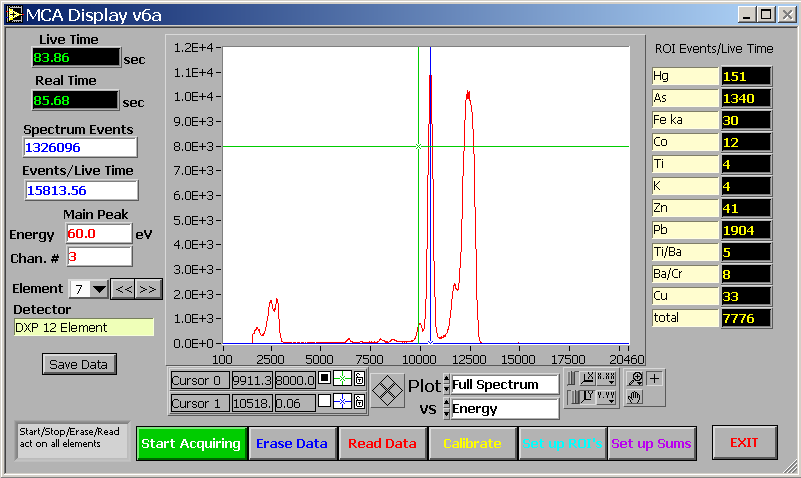 MCA Display v6a
Live Time
83.86 sec
Real Time
85.68 sec
Spectrum Events
1326096
Events/Live Time
15813.56
Main Peak
Energy 60.0 eV
Chan. # 3
Element 7 << >>
Detector
DXP 12 Element
Save Data
Start/Stop/Erase/Read
act on all elements
1.2E+4
1.1E+4
1.0E+4
9.0E+3
8.0E+3
7.0E+3
6.0E+3
5.0E+3
4.0E+3
3.0E+3
2.0E+3
1.0E+3
0.0E+0
100 2500 5000 7500 10000 12500 15000 17500 20460
Cursor 0 9911.3 8000.0
Cursor 1 10518. 0.06
Plot Full Spectrum
vs Energy
X X.XX
Y Y.YY
ROI Events/Live Time
Hg 151
As 1340
Fe ka 30
Co 12
Ti 4
K 4
Zn 41
Pb 1904
Ti/Ba 5
Ba/Cr 8
Cu 33
total 7776
Start Acquiring Erase Data Read Data Calibrate Set up ROI's Set up Sums EXIT